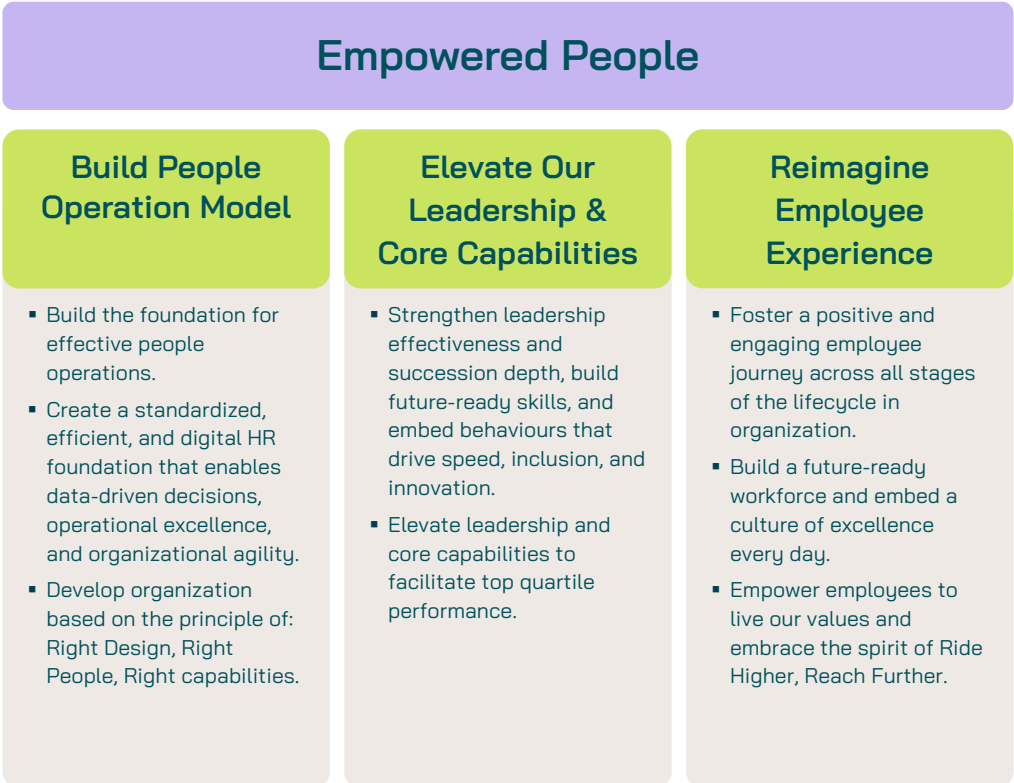 Empowered People
Build People
Operation Model
▪ Build the foundation for
effective people
operations.
▪ Create a standardized,
efficient, and digital HR
foundation that enables
data-driven decisions,
operational excellence,
and organizational agility.
▪ Develop organization
based on the principle of:
Right Design, Right
People, Right capabilities.
Elevate Our
Leadership &
Core Capabilities
▪ Strengthen leadership
effectiveness and
succession depth, build
future-ready skills, and
embed behaviours that
drive speed, inclusion, and
innovation.
▪ Elevate leadership and
core capabilities to
facilitate top quartile
performance.
Reimagine
Employee
Experience
▪ Foster a positive and
engaging employee
journey across all stages
of the lifecycle in
organization.
▪ Build a future-ready
workforce and embed a
culture of excellence
every day.
▪ Empower employees to
live our values and
embrace the spirit of Ride
Higher, Reach Further.